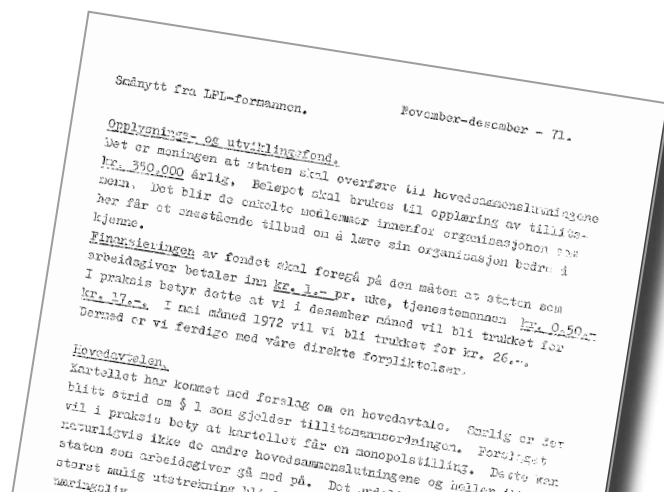 Smånytt fra LFL-formannen.
November-desember - 71.
Opplysnings- og utviklingsfond.
Det er meningen at staten skal overføre til hovedsammenslutningene
kr. 350.000 årlig. Beløpet skal brukes til opplæring av tillits-
menn. Det blir de enkelte medlemmer innenfor organisasjonen som
her får et enestående tilbud om å lære sin organisasjon bedre å
kjenne.
Finansieringen av fondet skal foregå på den måten at staten som
arbeidsgiver betaler inn kr. 1.- pr. uke, tjenestemannen kr. 0.50.-
I praksis betyr dette at vi i desember måned vil bli trukket for
kr. 17.-. I mai måned 1972 vil vi bli trukket for kr. 26.-.
Dermed er vi ferdige med våre direkte forpliktelser.
Hovedavtalen.
Kartellet har kommet med forslag om en hovedavtale. Særlig er det
blitt strid om § 1 som gjelder tillitsmannsordningen. Forslaget
vil i praksis bety at kartellet får en monopolstilling. Dette kan
naturligvis ikke de andre hovedsammenslutningene og heller
staten som arbeidsgiver gå med på. Det
størst mulig utstrekning
næringsliv